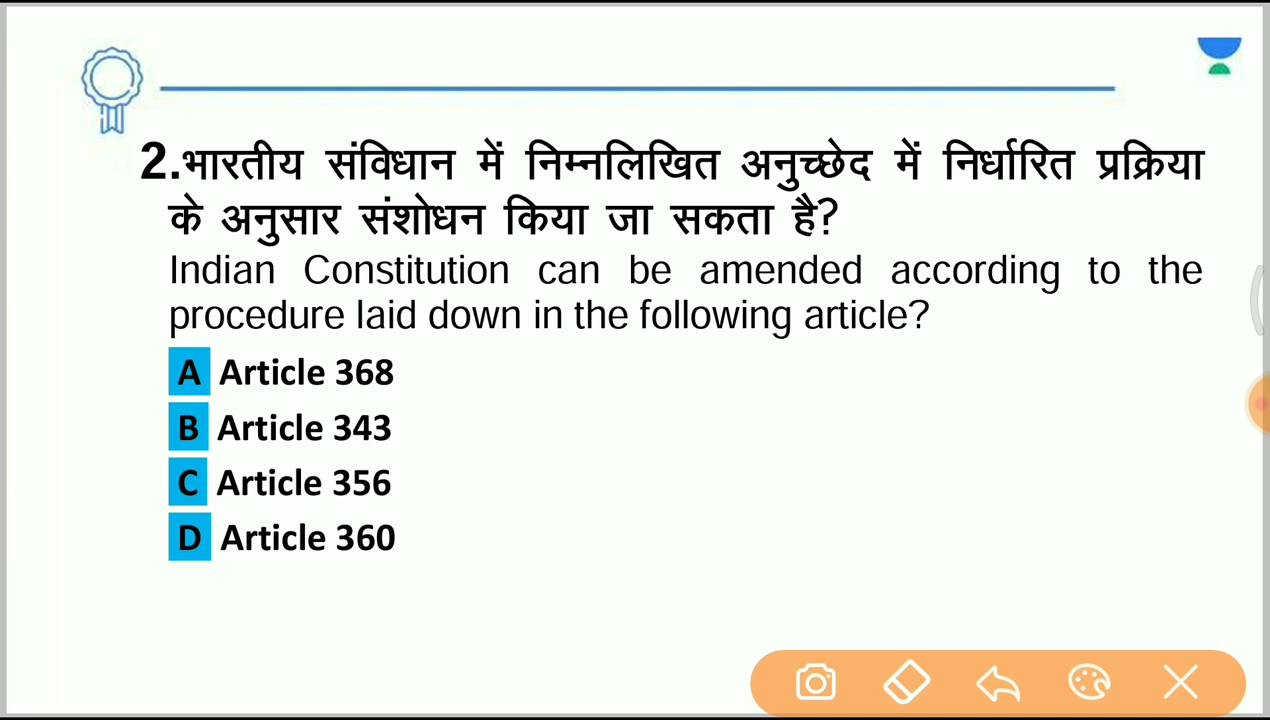 2.भारतीय संविधान में निम्नलिखित अनुच्छेद में निर्धारित प्रक्रिया
के अनुसार संशोधन किया जा सकता है?
Indian Constitution can be amended according to the
procedure laid down in the following article?
A Article 368
B Article 343
C Article 356
D Article 360